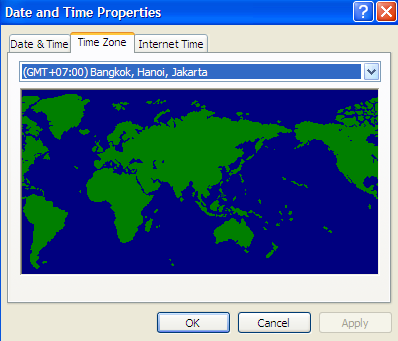 Date and Time Properties
Date & Time Time Zone Internet Time
(GMT+07:00) Bangkok, Hanoi, Jakarta
OK Cancel Apply